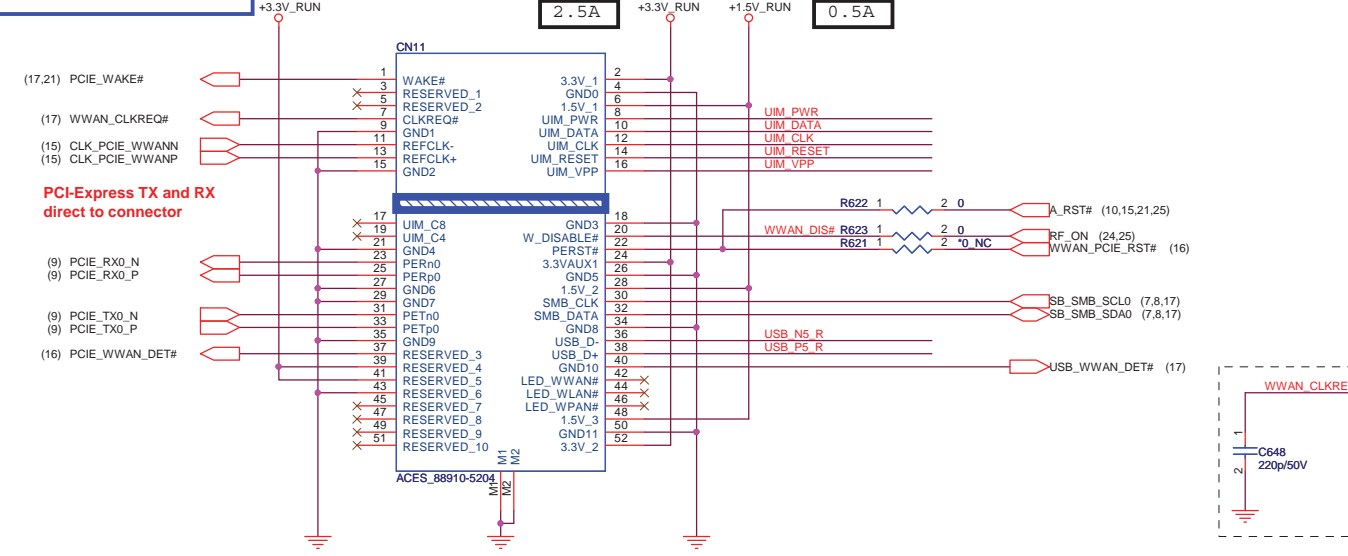 +3.3V_RUN
2.5A
+3.3V_RUN
+1.5V_RUN
0.5A
CN11
(17,21) PCIE_WAKE#
1 WAKE#
3 RESERVED_1
5 RESERVED_2
(17) WWAN_CLKREQ#
7 CLKREQ#
9 GND1
(15) CLK_PCIE_WWANN
11 REFCLK-
(15) CLK_PCIE_WWANP
13 REFCLK+
15 GND2
3.3V_1 2
GND0 4
1.5V_1 6
UIM_PWR 8 UIM_PWR
UIM_DATA 10 UIM_DATA
UIM_CLK 12 UIM_CLK
UIM_RESET 14 UIM_RESET
UIM_VPP 16 UIM_VPP
PCI-Express TX and RX
direct to connector
17 UIM_C8
19 UIM_C4
21 GND4
(9) PCIE_RX0_N
23 PERn0
(9) PCIE_RX0_P
25 PERp0
27 GND6
29 GND7
(9) PCIE_TX0_N
31 PETn0
(9) PCIE_TX0_P
33 PETp0
35 GND9
(16) PCIE_WWAN_DET#
37 RESERVED_3
39 RESERVED_4
41 RESERVED_5
43 RESERVED_6
45 RESERVED_7
47 RESERVED_8
49 RESERVED_9
51 RESERVED_10
GND3 18
W_DISABLE# 20
PERST# 22
3.3VAUX1 24
GND5 26
1.5V_2 28
SMB_CLK 30
SMB_DATA 32
GND8 34
USB_D- 36 USB_N5_R
USB_D+ 38 USB_P5_R
GND10 40
LED_WWAN# 42
LED_WLAN# 44
LED_WPAN# 46
1.5V_3 48
GND11 50
3.3V_2 52
R622 1 2 0 A_RST# (10,15,21,25)
WWAN_DIS# R623 1 2 0 RF_ON (24,25)
R621 1 2 *0_NC WWAN_PCIE_RST# (16)
SB_SMB_SCL0 (7,8,17)
SB_SMB_SDA0 (7,8,17)
USB_WWAN_DET# (17)
M1 M2
ACES_88910-5204
M1 M2
WWAN_CLKRE
1
C648
220p/50V
2